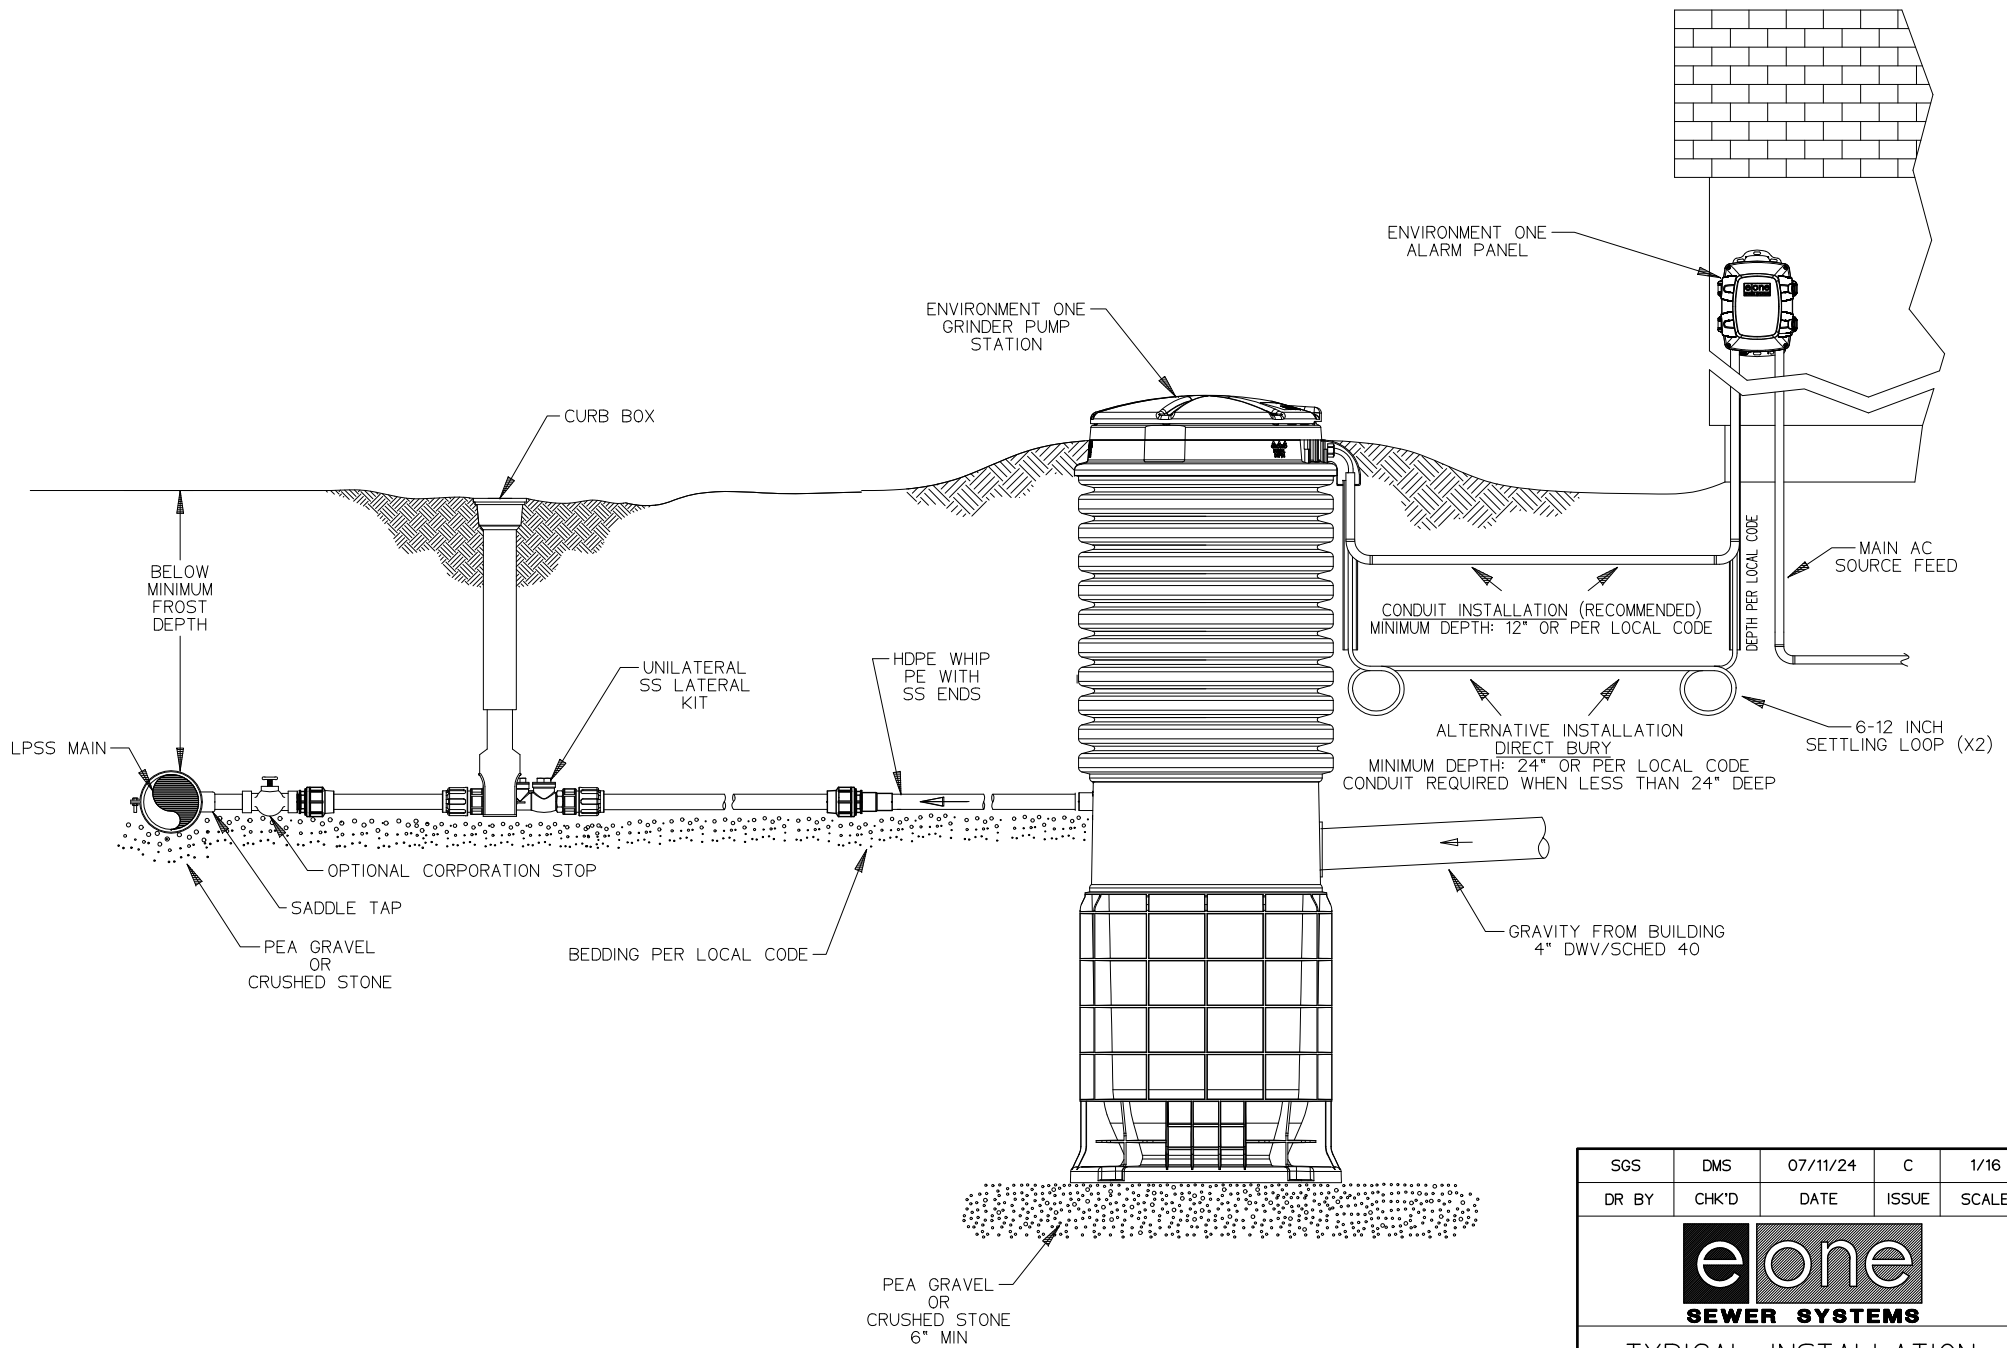 ENVIRONMENT ONE
ALARM PANEL
eone
ENVIRONMENT ONE
GRINDER PUMP
STATION
CURB BOX
BELOW
MINIMUM
FROST
DEPTH
DEPTH PER LOCAL CODE
MAIN AC
SOURCE FEED
CONDUIT INSTALLATION (RECOMMENDED)
MINIMUM DEPTH: 12" OR PER LOCAL CODE
UNILATERAL
SS LATERAL
KIT
HDPE WHIP
PE WITH
SS ENDS
LPSS MAIN
ALTERNATIVE INSTALLATION
DIRECT BURY
MINIMUM DEPTH: 24" OR PER LOCAL CODE
CONDUIT REQUIRED WHEN LESS THAN 24" DEEP
6-12 INCH
SETTLING LOOP (X2)
OPTIONAL CORPORATION STOP
SADDLE TAP
PEA GRAVEL
OR
CRUSHED STONE
BEDDING PER LOCAL CODE
GRAVITY FROM BUILDING
4" DWV/SCHED 40
PEA GRAVEL
OR
CRUSHED STONE
6" MIN
SGS DMS 07/11/24 C 1/16
DR BY CHK'D DATE ISSUE SCALE
eone
SEWER SYSTEMS
TYPICAL INSTALLATION